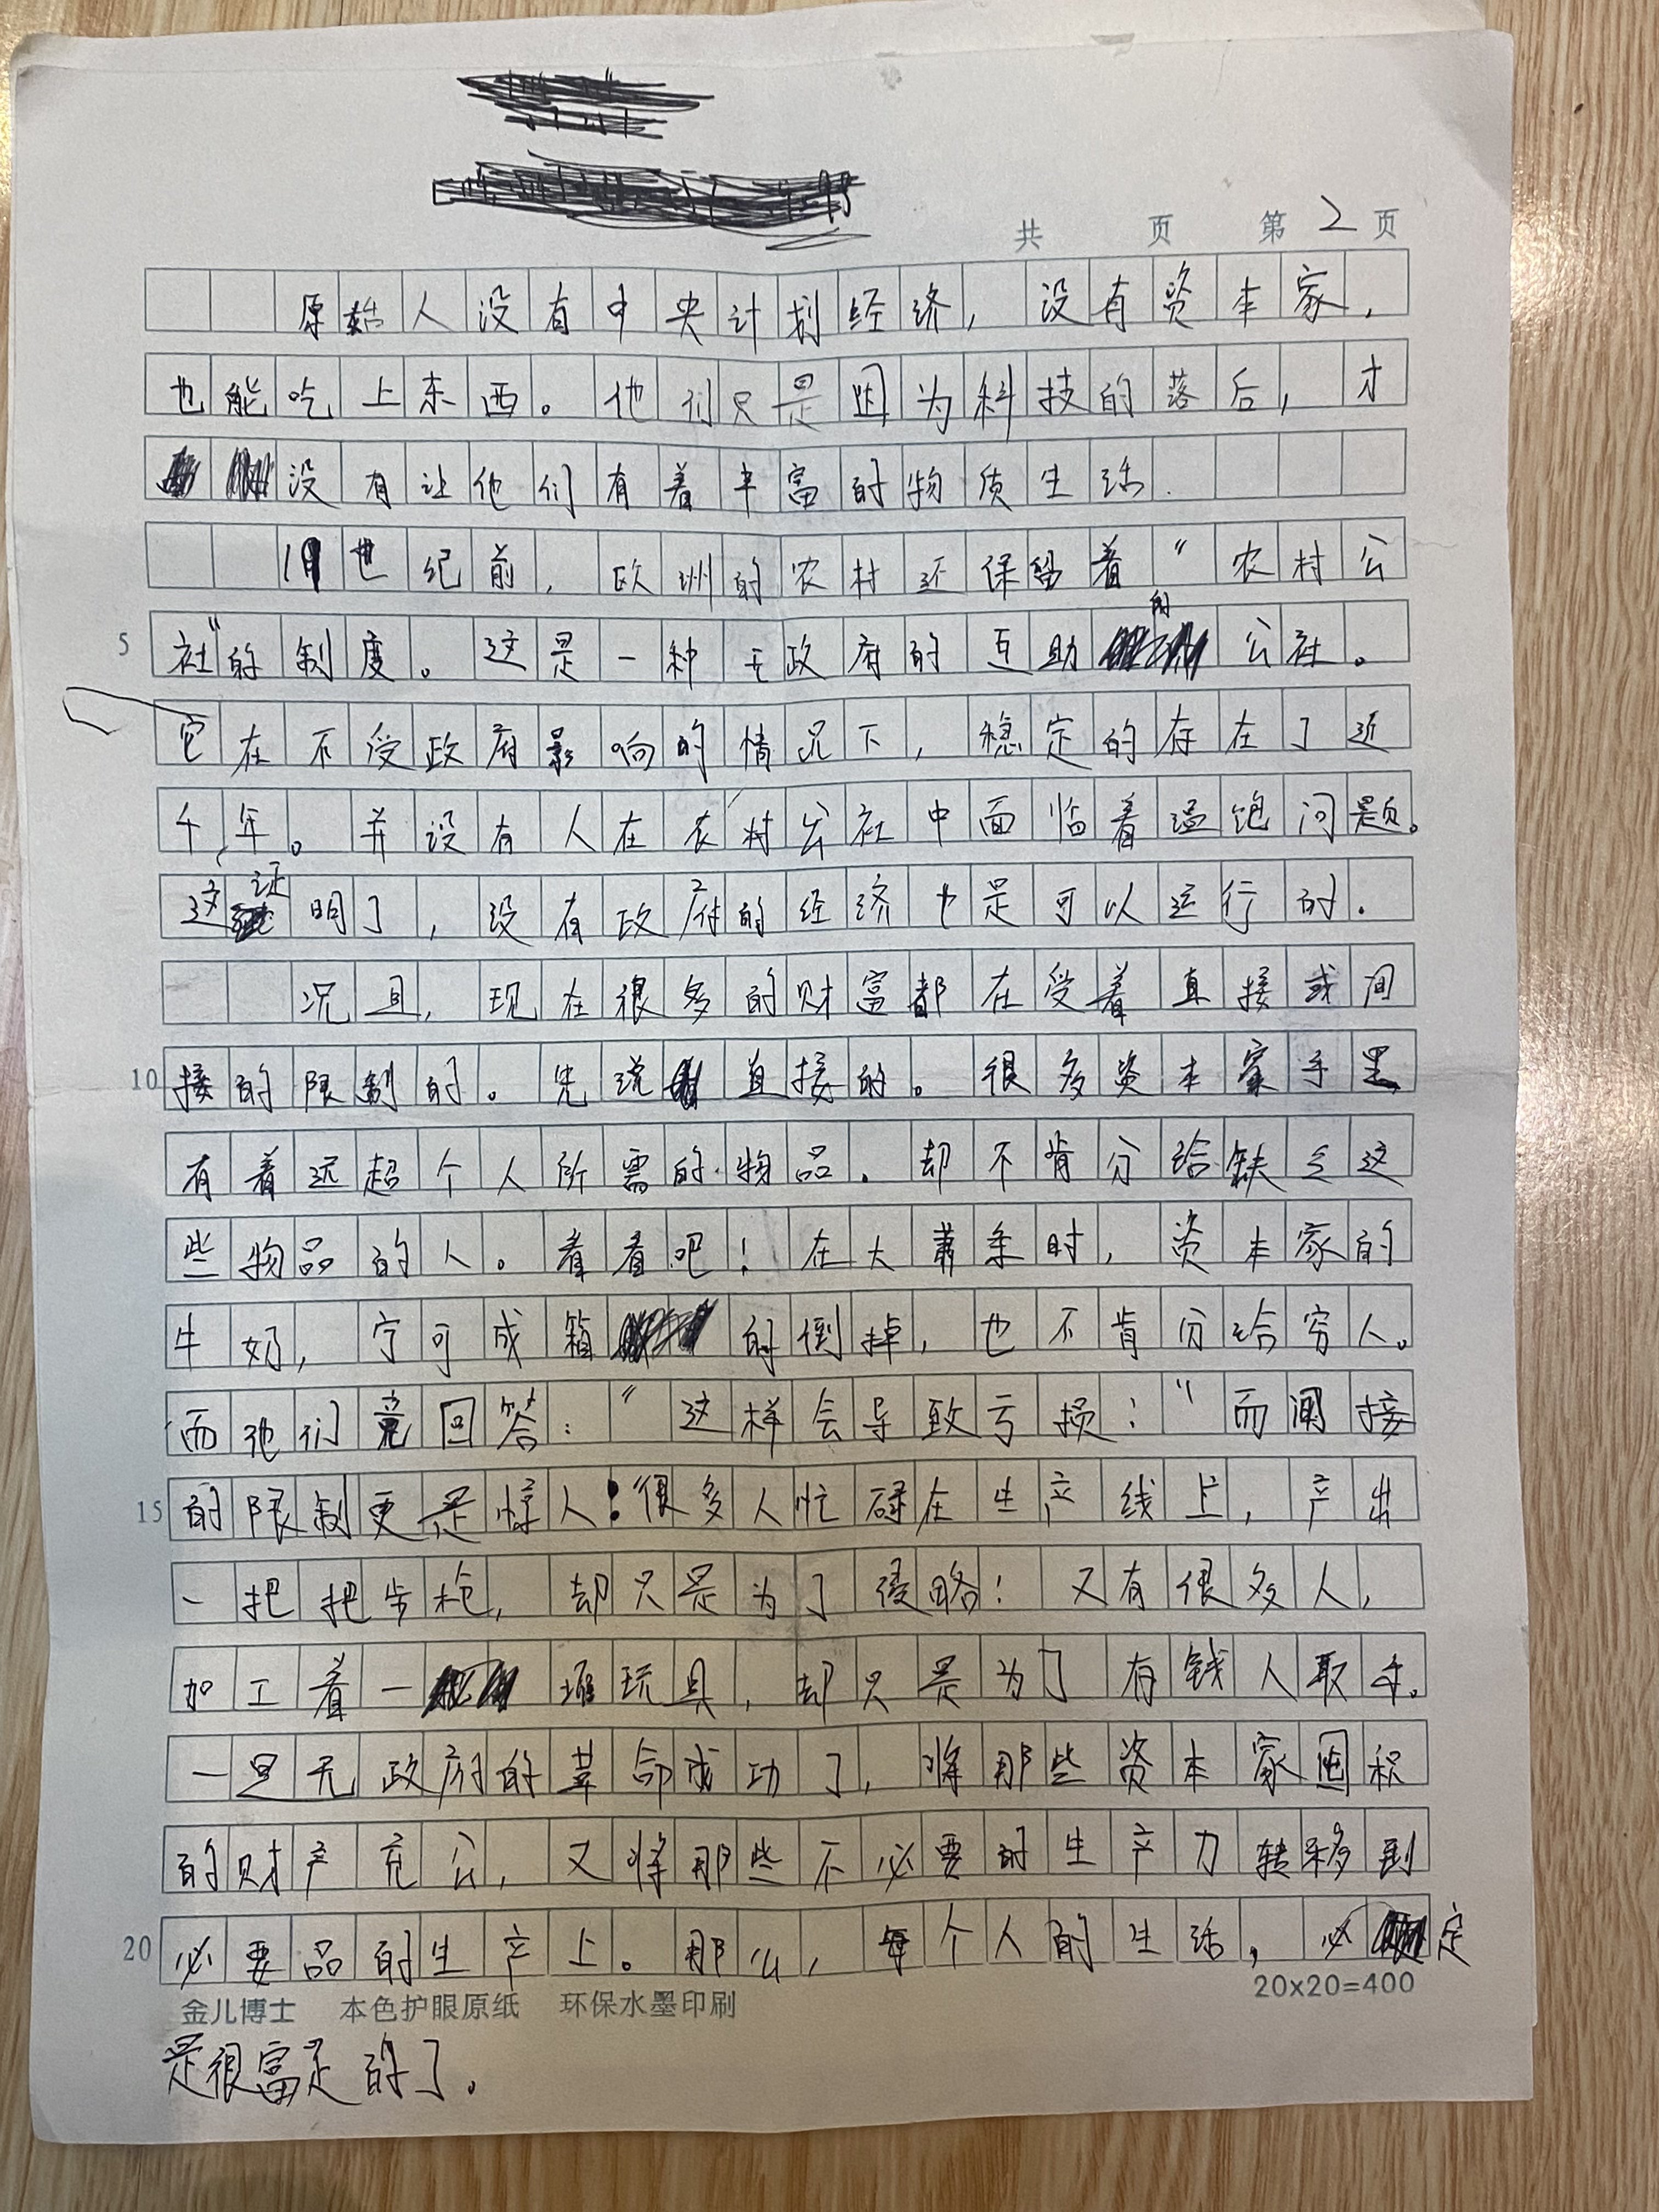 共 页 第2页
原始人没有中央计划经济，没有资本家，
也能吃上东西。他们只是因为科技的落后，才
没有让他们有着丰富的物质生活.
世纪前，欧洲的农村还保留着“农村公
社”的制度。这是一种无政府的互助的公社。
它在不受政府影响的情况下，稳定的存在了近
千年。并没有人在农村公社中面临着温饱问题。
这证明了，没有政府的经济也是可以运行的.
况且，现在很多的财富都在受着直接或间
接的限制的。先说直接的。很多资本家手里
有着远超个人所需的物品.却不肯分给缺乏这
些物品的人。看看吧！在大萧条时，资本家的
牛奶，宁可成箱的倒掉，也不肯分给穷人。
而他们竟回答：“这样会导致亏损！”而间接
的限制更是惊人！很多人忙碌在生产线上，产出
一把把步枪，却只是为了侵略！又有很多人，
加工着一堆玩具，却只是为了有钱人取乐。
一旦无政府的革命成功了，将那些资本家囤积
的财产充公，又将那些不必要的生产力转移到
必要品的生产上。那么，每个人的生活，必定
是很富足的了。
5
10
15
20
金儿博士 本色护眼原纸 环保水墨印刷
20x20=400